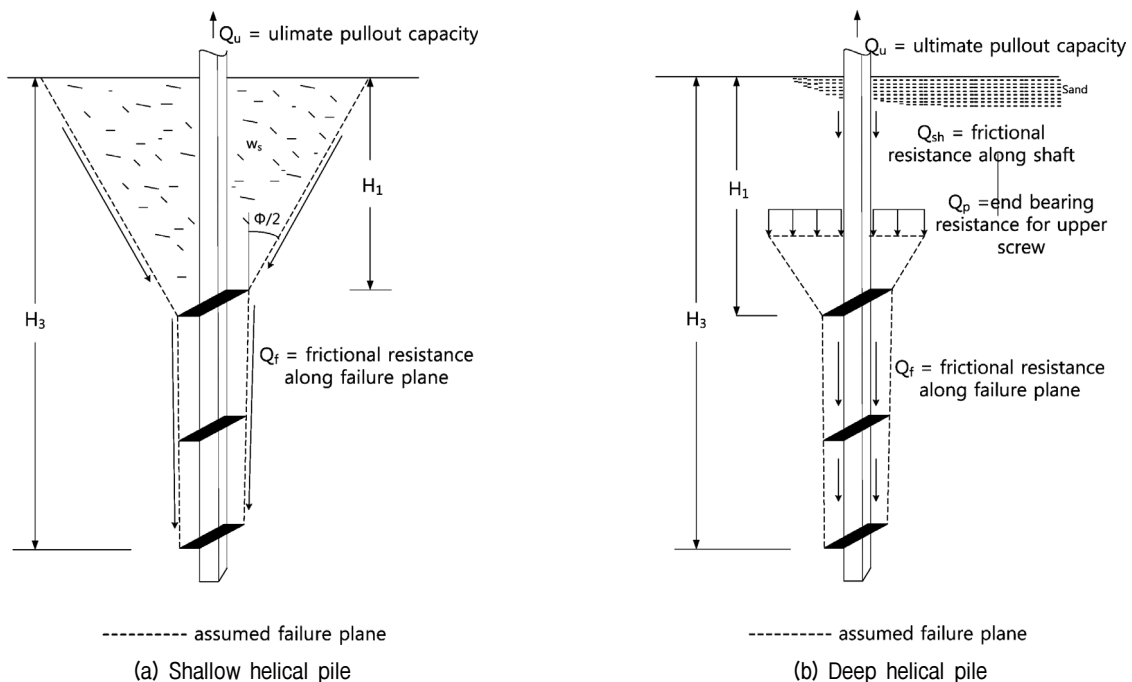 Qu = ulimate pullout capacity
ws
Φ/2
H1
H3
Qf = frictional resistance
along failure plane
---------- assumed failure plane
(a) Shallow helical pile
Qu = ultimate pullout capacity
Sand
Qsh = frictional
resistance along shaft
H1
Qp =end bearing
resistance for upper
screw
H3
Qf = frictional resistance
along failure plane
---------- assumed failure plane
(b) Deep helical pile